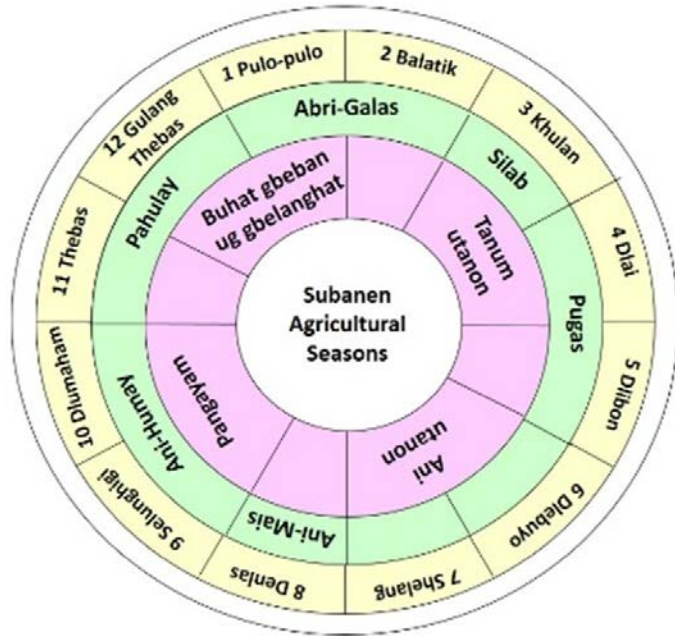 1 Pulo-pulo
2 Balatik
3 Khulan
4 Dlai
5 Dlibon
6 Dlebuyo
7 Shelang
8 Denlas
9 Selunghigi
10 Dlumaham
11 Thebas
12 Gulang
Thebas
Abri-Galas
Silab
Pugas
Ani-Mais
Ani-Humay
Pahulay
Buhat gbeban
ug gbelanghat
Tanum
utanon
Ani
utanon
Pangayam
Subanen
Agricultural
Seasons